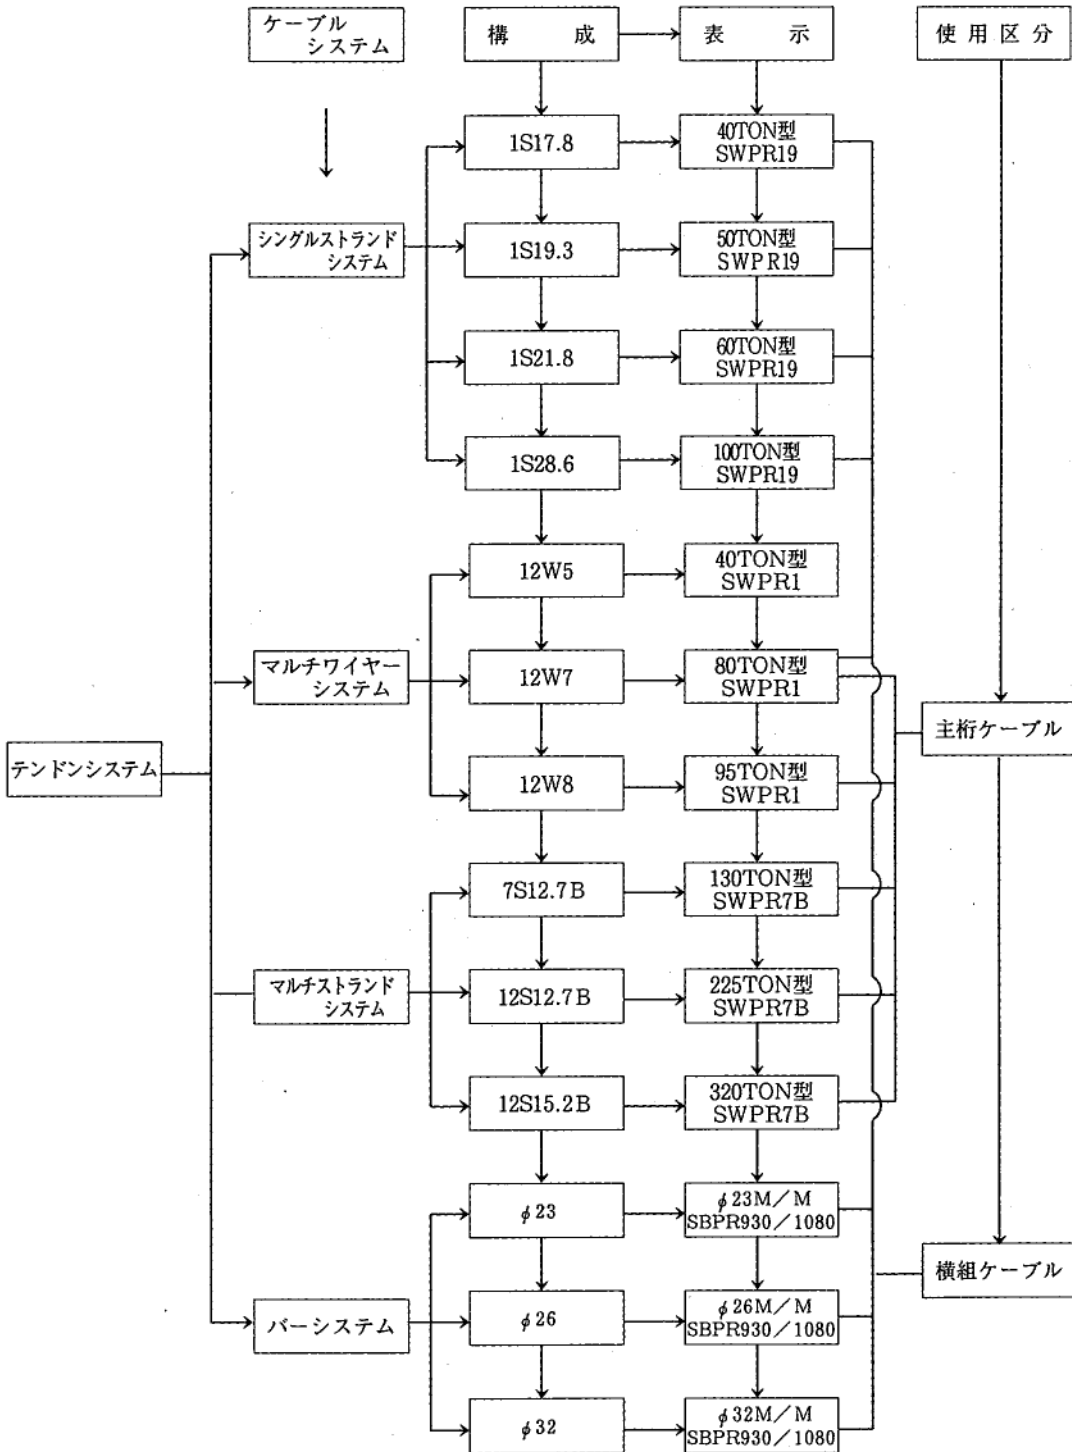 ケーブル
システム
構成
表示
使用区分
1S17.8
40TON型
SWPR19
シングルストランド
システム
1S19.3
50TON型
SWPR19
1S21.8
60TON型
SWPR19
1S28.6
100TON型
SWPR19
12W5
40TON型
SWPR1
マルチワイヤー
システム
12W7
80TON型
SWPR1
主桁ケーブル
テンドンシステム
12W8
95TON型
SWPR1
7S12.7B
130TON型
SWPR7B
マルチストランド
システム
12S12.7B
225TON型
SWPR7B
12S15.2B
320TON型
SWPR7B
φ23
φ23M/M
SBPR930/1080
横組ケーブル
バーシステム
φ26
φ26M/M
SBPR930/1080
φ32
φ32M/M
SBPR930/1080